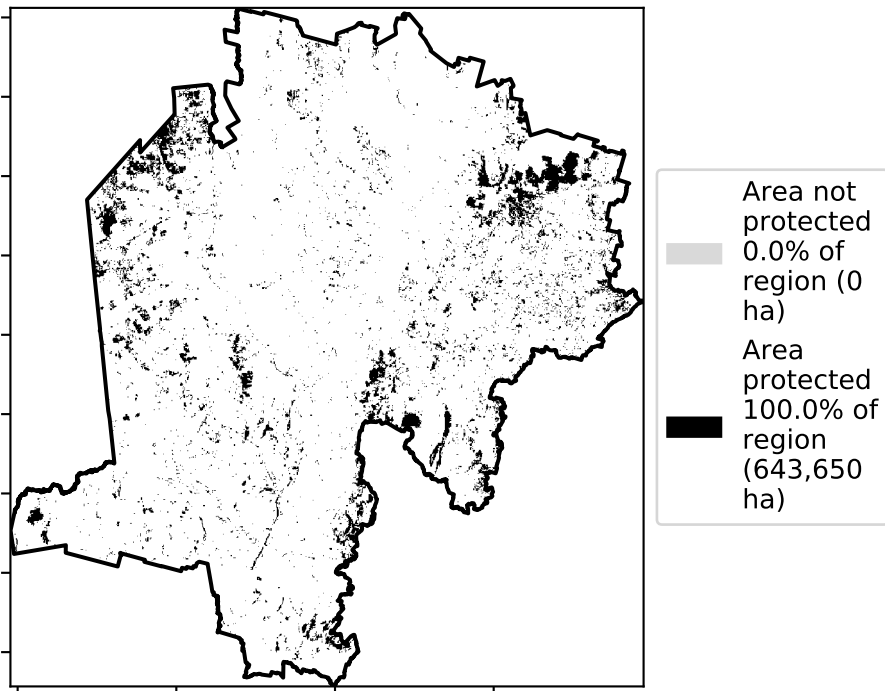 Area not
protected
0.0% of
region (0
ha)
Area
protected
100.0% of
region
(643,650
ha)